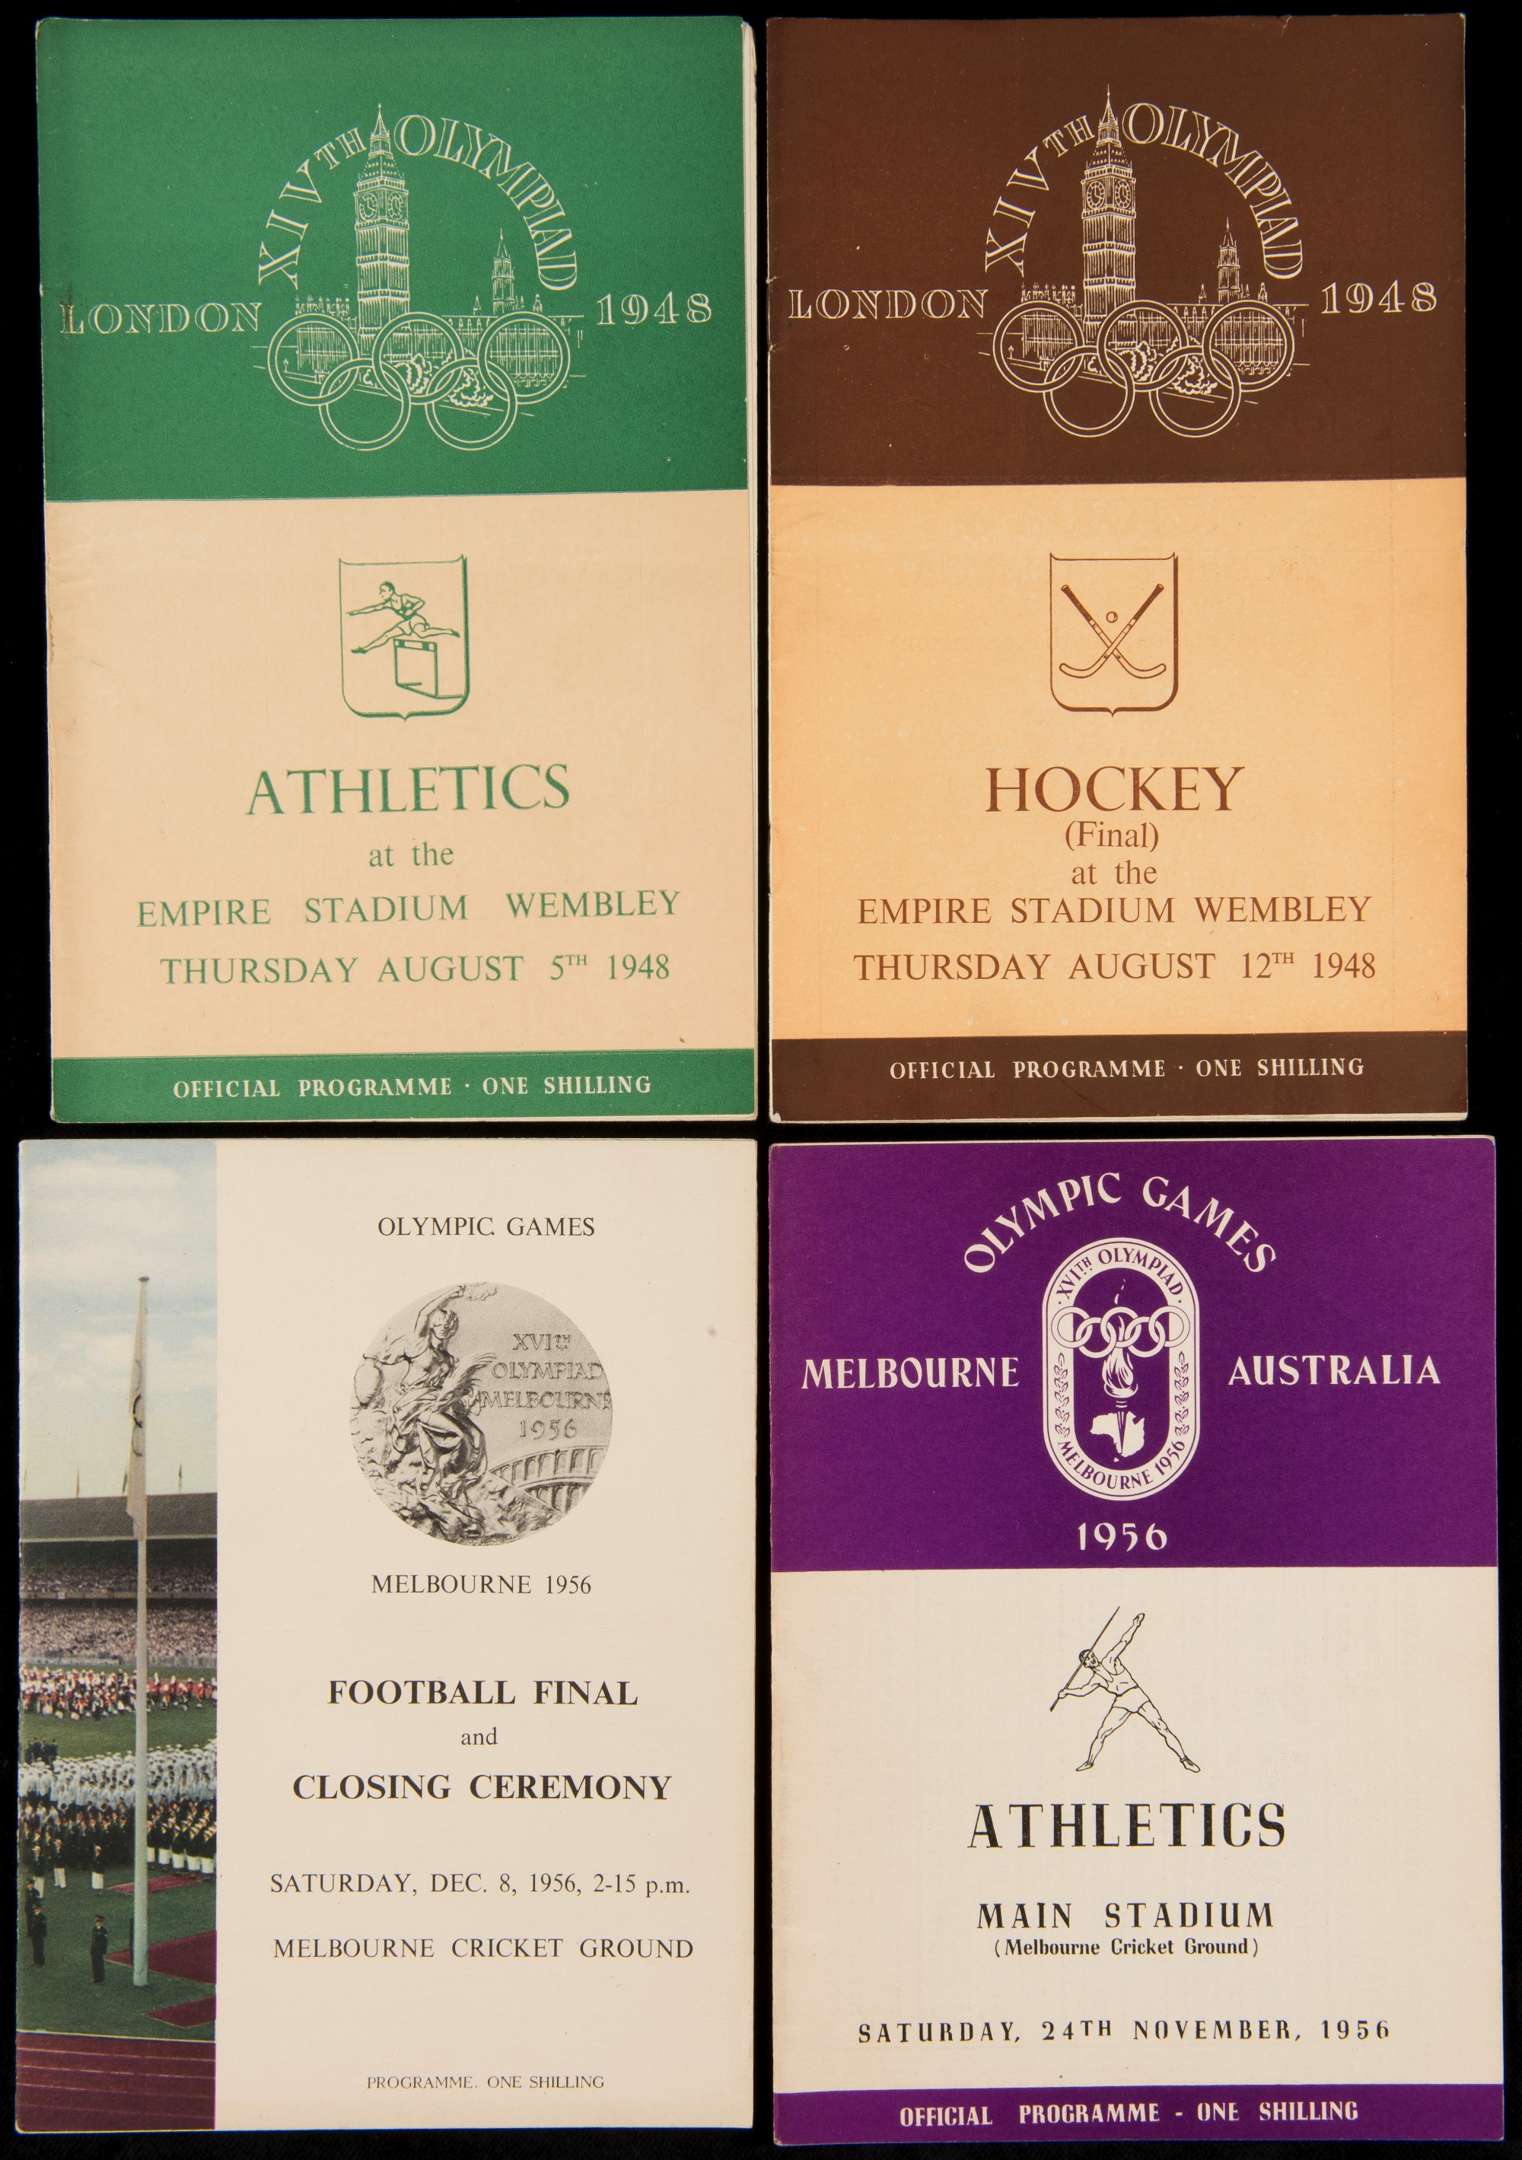 XIVTH OLYMPIAD
LONDON 1948
ATHLETICS
at the
EMPIRE STADIUM WEMBLEY
THURSDAY AUGUST 5TH 1948
OFFICIAL PROGRAMME · ONE SHILLING
XIVTH OLYMPIAD
LONDON 1948
HOCKEY
(Final)
at the
EMPIRE STADIUM WEMBLEY
THURSDAY AUGUST 12TH 1948
OFFICIAL PROGRAMME · ONE SHILLING
OLYMPIC GAMES
XVITH
OLYMPIAD
MELBOURNE
1956
MELBOURNE 1956
FOOTBALL FINAL
and
CLOSING CEREMONY
SATURDAY, DEC. 8, 1956, 2-15 p.m.
MELBOURNE CRICKET GROUND
PROGRAMME. ONE SHILLING
OLYMPIC GAMES
· XVITH OLYMPIAD ·
MELBOURNE AUSTRALIA
MELBOURNE 1956
1956
ATHLETICS
MAIN STADIUM
(Melbourne Cricket Ground)
SATURDAY, 24TH NOVEMBER, 1956
OFFICIAL PROGRAMME - ONE SHILLING